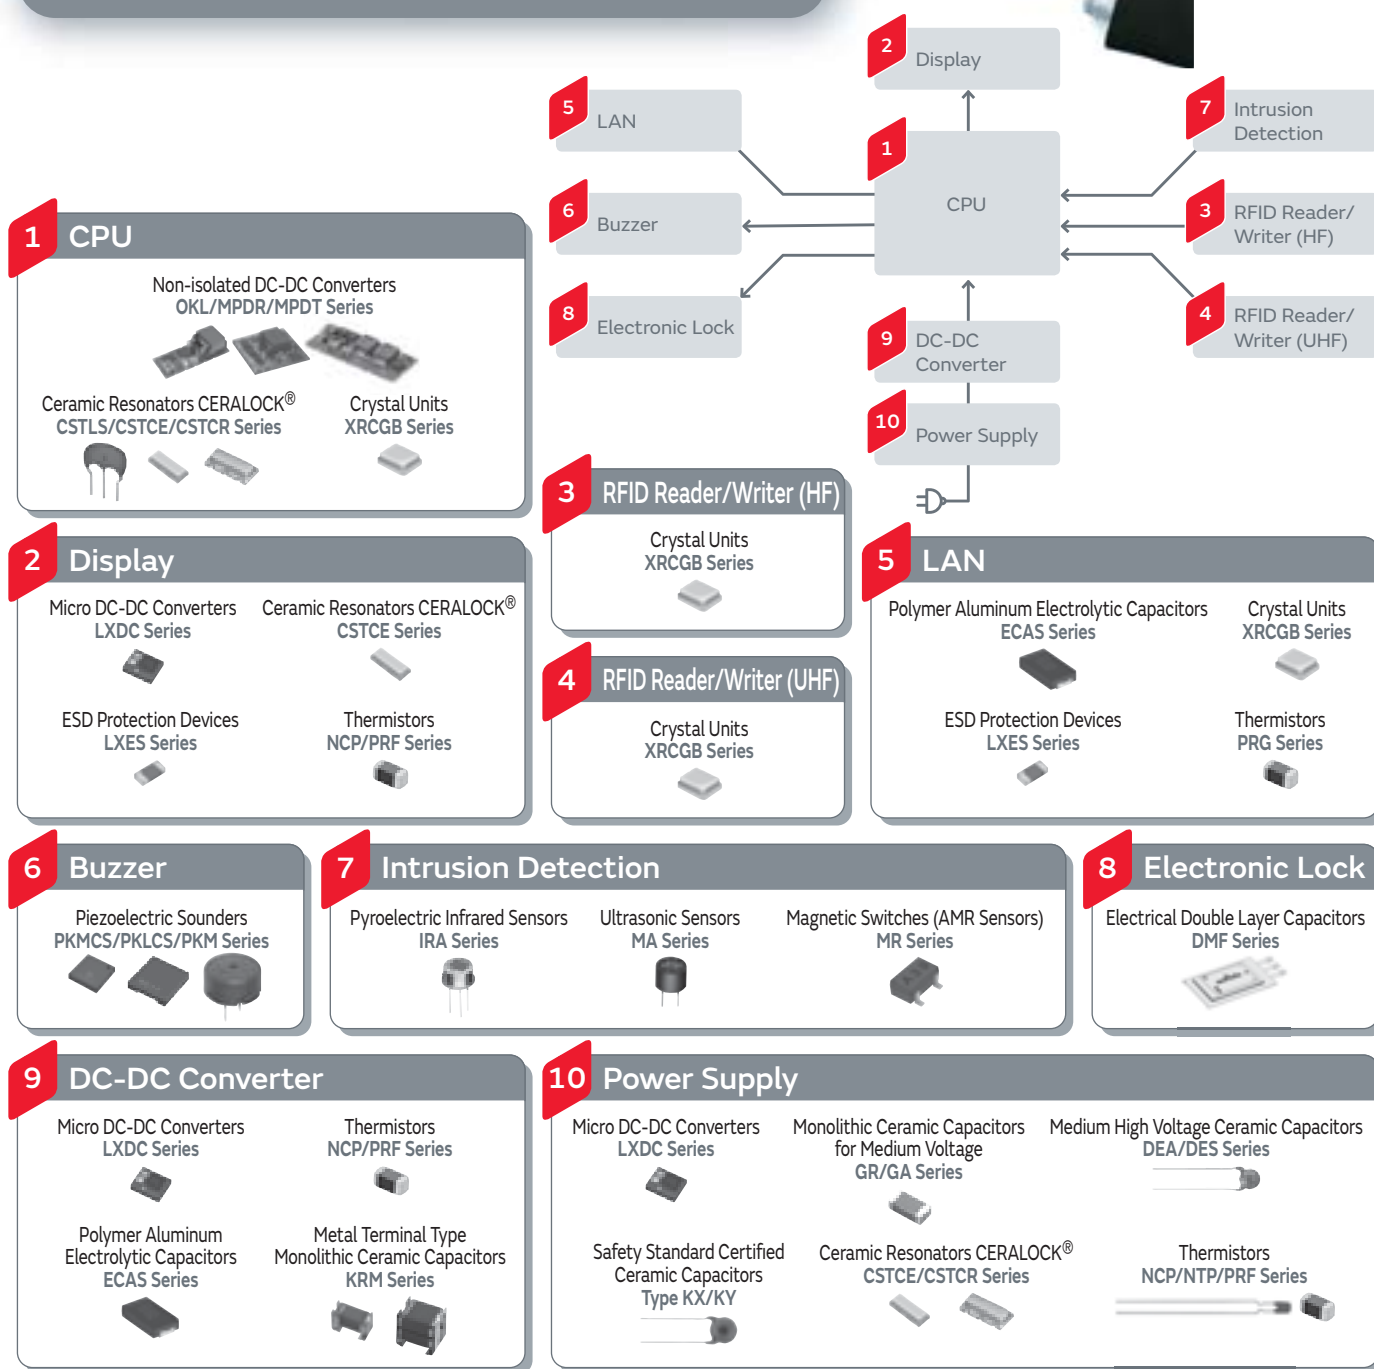 2
Display
5
LAN
7
Intrusion
Detection
1
CPU
6
Buzzer
3
RFID Reader/
Writer (HF)
8
Electronic Lock
4
RFID Reader/
Writer (UHF)
9
DC-DC
Converter
10
Power Supply
1 CPU
Non-isolated DC-DC Converters
OKL/MPDR/MPDT Series
Ceramic Resonators CERALOCK®
CSTLS/CSTCE/CSTCR Series
Crystal Units
XRCGB Series
2 Display
Micro DC-DC Converters
LXDC Series
Ceramic Resonators CERALOCK®
CSTCE Series
ESD Protection Devices
LXES Series
Thermistors
NCP/PRF Series
3 RFID Reader/Writer (HF)
Crystal Units
XRCGB Series
4 RFID Reader/Writer (UHF)
Crystal Units
XRCGB Series
5 LAN
Polymer Aluminum Electrolytic Capacitors
ECAS Series
Crystal Units
XRCGB Series
ESD Protection Devices
LXES Series
Thermistors
PRG Series
6 Buzzer
Piezoelectric Sounders
PKMCS/PKLCS/PKM Series
7 Intrusion Detection
Pyroelectric Infrared Sensors
IRA Series
Ultrasonic Sensors
MA Series
Magnetic Switches (AMR Sensors)
MR Series
8 Electronic Lock
Electrical Double Layer Capacitors
DMF Series
9 DC-DC Converter
Micro DC-DC Converters
LXDC Series
Thermistors
NCP/PRF Series
Polymer Aluminum
Electrolytic Capacitors
ECAS Series
Metal Terminal Type
Monolithic Ceramic Capacitors
KRM Series
10 Power Supply
Micro DC-DC Converters
LXDC Series
Monolithic Ceramic Capacitors
for Medium Voltage
GR/GA Series
Medium High Voltage Ceramic Capacitors
DEA/DES Series
Safety Standard Certified
Ceramic Capacitors
Type KX/KY
Ceramic Resonators CERALOCK®
CSTCE/CSTCR Series
Thermistors
NCP/NTP/PRF Series